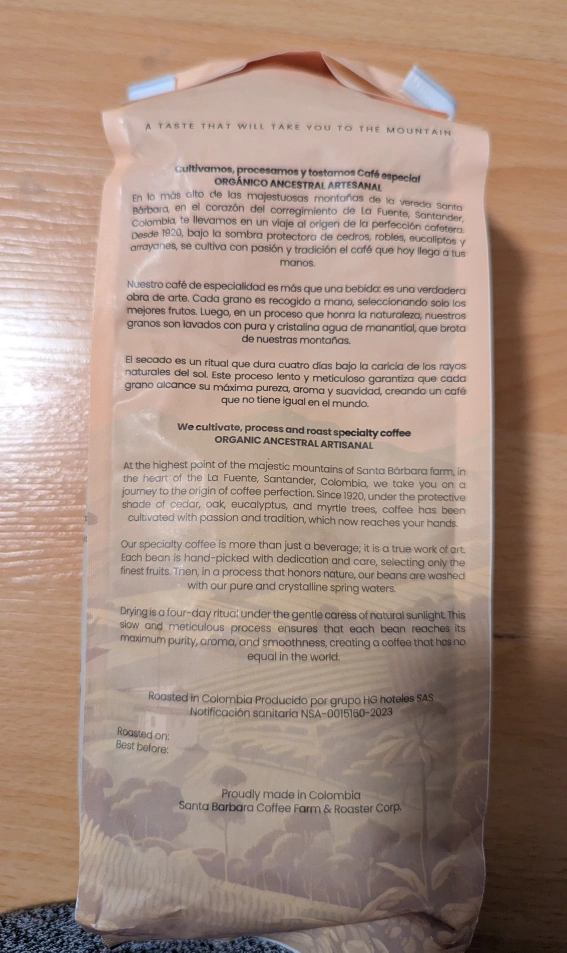 A TASTE THAT WILL TAKE YOU TO THE MOUNTAIN
Cultivamos, procesamos y tostamos Café especial
ORGÁNICO ANCESTRAL ARTESANAL
En lo más alto de las majestuosas montañas de la vereda Santa
Bárbara, en el corazón del corregimiento de La Fuente, Santander,
Colombia, te llevamos en un viaje al origen de la perfección cafetera.
Desde 1920, bajo la sombra protectora de cedros, robles, eucaliptos y
arrayanes, se cultiva con pasión y tradición el café que hoy llega a tus
manos.
Nuestro café de especialidad es más que una bebida: es una verdadera
obra de arte. Cada grano es recogido a mano, seleccionando solo los
mejores frutos. Luego, en un proceso que honra la naturaleza, nuestros
granos son lavados con pura y cristalina agua de manantial, que brota
de nuestras montañas.
El secado es un ritual que dura cuatro días bajo la caricia de los rayos
naturales del sol. Este proceso lento y meticuloso garantiza que cada
grano alcance su máxima pureza, aroma y suavidad, creando un café
que no tiene igual en el mundo.
We cultivate, process and roast specialty coffee
ORGANIC ANCESTRAL ARTISANAL
At the highest point of the majestic mountains of Santa Bárbara farm, in
the heart of the La Fuente, Santander, Colombia, we take you on a
journey to the origin of coffee perfection. Since 1920, under the protective
shade of cedar, oak, eucalyptus, and myrtle trees, coffee has been
cultivated with passion and tradition, which now reaches your hands.
Our specialty coffee is more than just a beverage; it is a true work of art.
Each bean is hand-picked with dedication and care, selecting only the
finest fruits. Then, in a process that honors nature, our beans are washed
with our pure and crystalline spring waters.
Drying is a four-day ritual under the gentle caress of natural sunlight. This
slow and meticulous process ensures that each bean reaches its
maximum purity, aroma, and smoothness, creating a coffee that has no
equal in the world.
Roasted in Colombia Producido por grupo HG hoteles SAS
Notificación sanitaria NSA-0015160-2023
Roasted on:
Best before:
Proudly made in Colombia
Santa Barbara Coffee Farm & Roaster Corp.